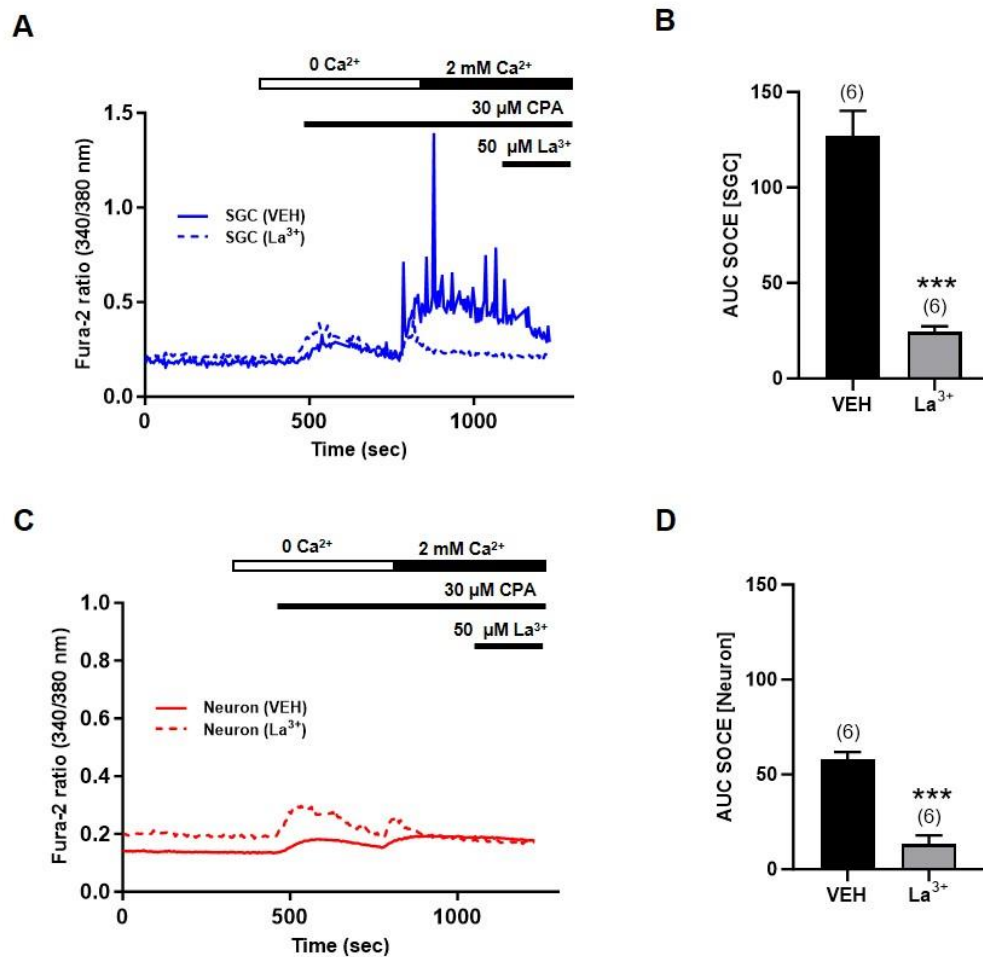 A
0 Ca²⁺
2 mM Ca²⁺
30 μM CPA
50 μM La³⁺
1.5
1.0
0.5
0.0
Fura-2 ratio (340/380 nm)
SGC (VEH)
SGC (La³⁺)
0
500
1000
Time (sec)
B
150
100
50
0
AUC SOCE [SGC]
(6)
***
(6)
VEH
La³⁺
C
0 Ca²⁺
2 mM Ca²⁺
30 μM CPA
50 μM La³⁺
1.0
0.8
0.6
0.4
0.2
0.0
Fura-2 ratio (340/380 nm)
Neuron (VEH)
Neuron (La³⁺)
0
500
1000
Time (sec)
D
150
100
50
0
AUC SOCE [Neuron]
(6)
***
(6)
VEH
La³⁺